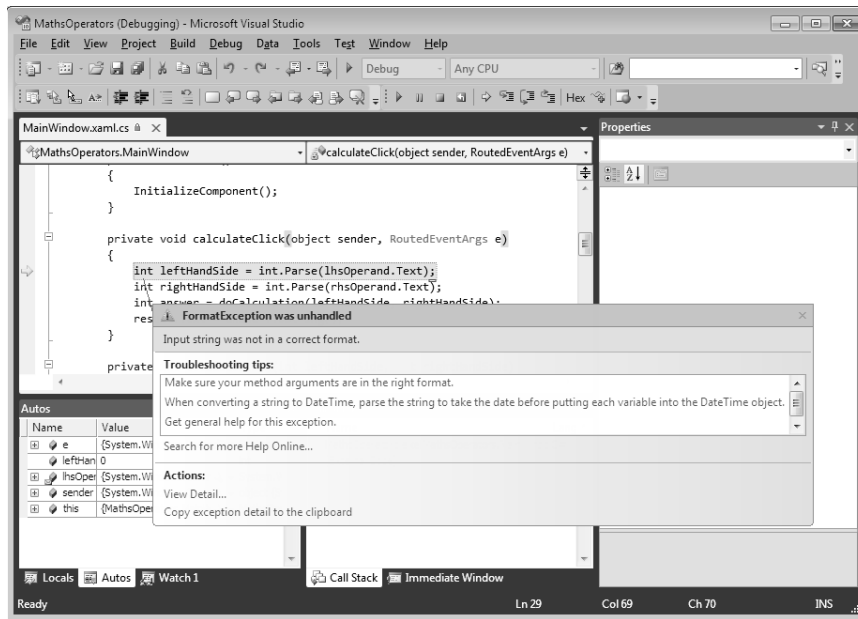 MathsOperators (Debugging) - Microsoft Visual Studio
File Edit View Project Build Debug Data Tools Test Window Help
Debug Any CPU
Hex
MainWindow.xaml.cs
Properties
MathsOperators.MainWindow calculateClick(object sender, RoutedEventArgs e)
{
InitializeComponent();
}
private void calculateClick(object sender, RoutedEventArgs e)
{
int leftHandSide = int.Parse(lhsOperand.Text);
int rightHandSide = int.Parse(rhsOperand.Text);
int answer = doCalculation(leftHandSide, rightHandSide);
res
}
private
FormatException was unhandled
Input string was not in a correct format.
Troubleshooting tips:
Make sure your method arguments are in the right format.
When converting a string to DateTime, parse the string to take the date before putting each variable into the DateTime object.
Get general help for this exception.
Search for more Help Online...
Actions:
View Detail...
Copy exception detail to the clipboard
Autos
Name Value
e {System.Wi
leftHan 0
lhsOper {System.Wi
sender {System.Wi
this {MathsOper
Locals Autos Watch 1
Call Stack Immediate Window
Ready Ln 29 Col 69 Ch 70 INS